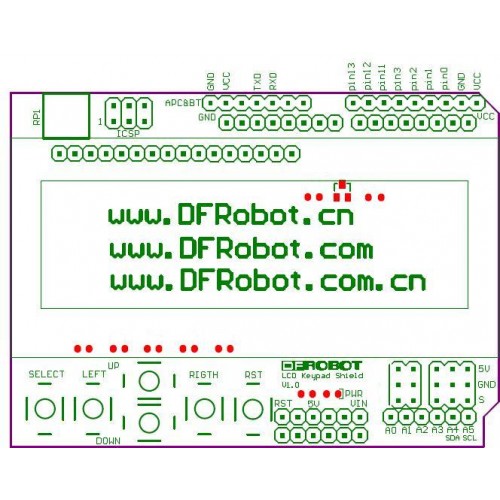 pin13 pin12 pin11 pin3 pin2 pin1 pin0 GND VCC
GND VCC TXD RXD
APC&BT
GND
VCC
RP1
1
ICSP
www.DFRobot.cn
www.DFRobot.com
www.DFRobot.com.cn
UP
SELECT LEFT RIGTH RST
DOWN
DFROBOT
LCD Keypad Shield
V1.0
PWR
RST 5V VIN
5V
GND
S
A0 A1 A2 A3 A4 A5
SDA SCL